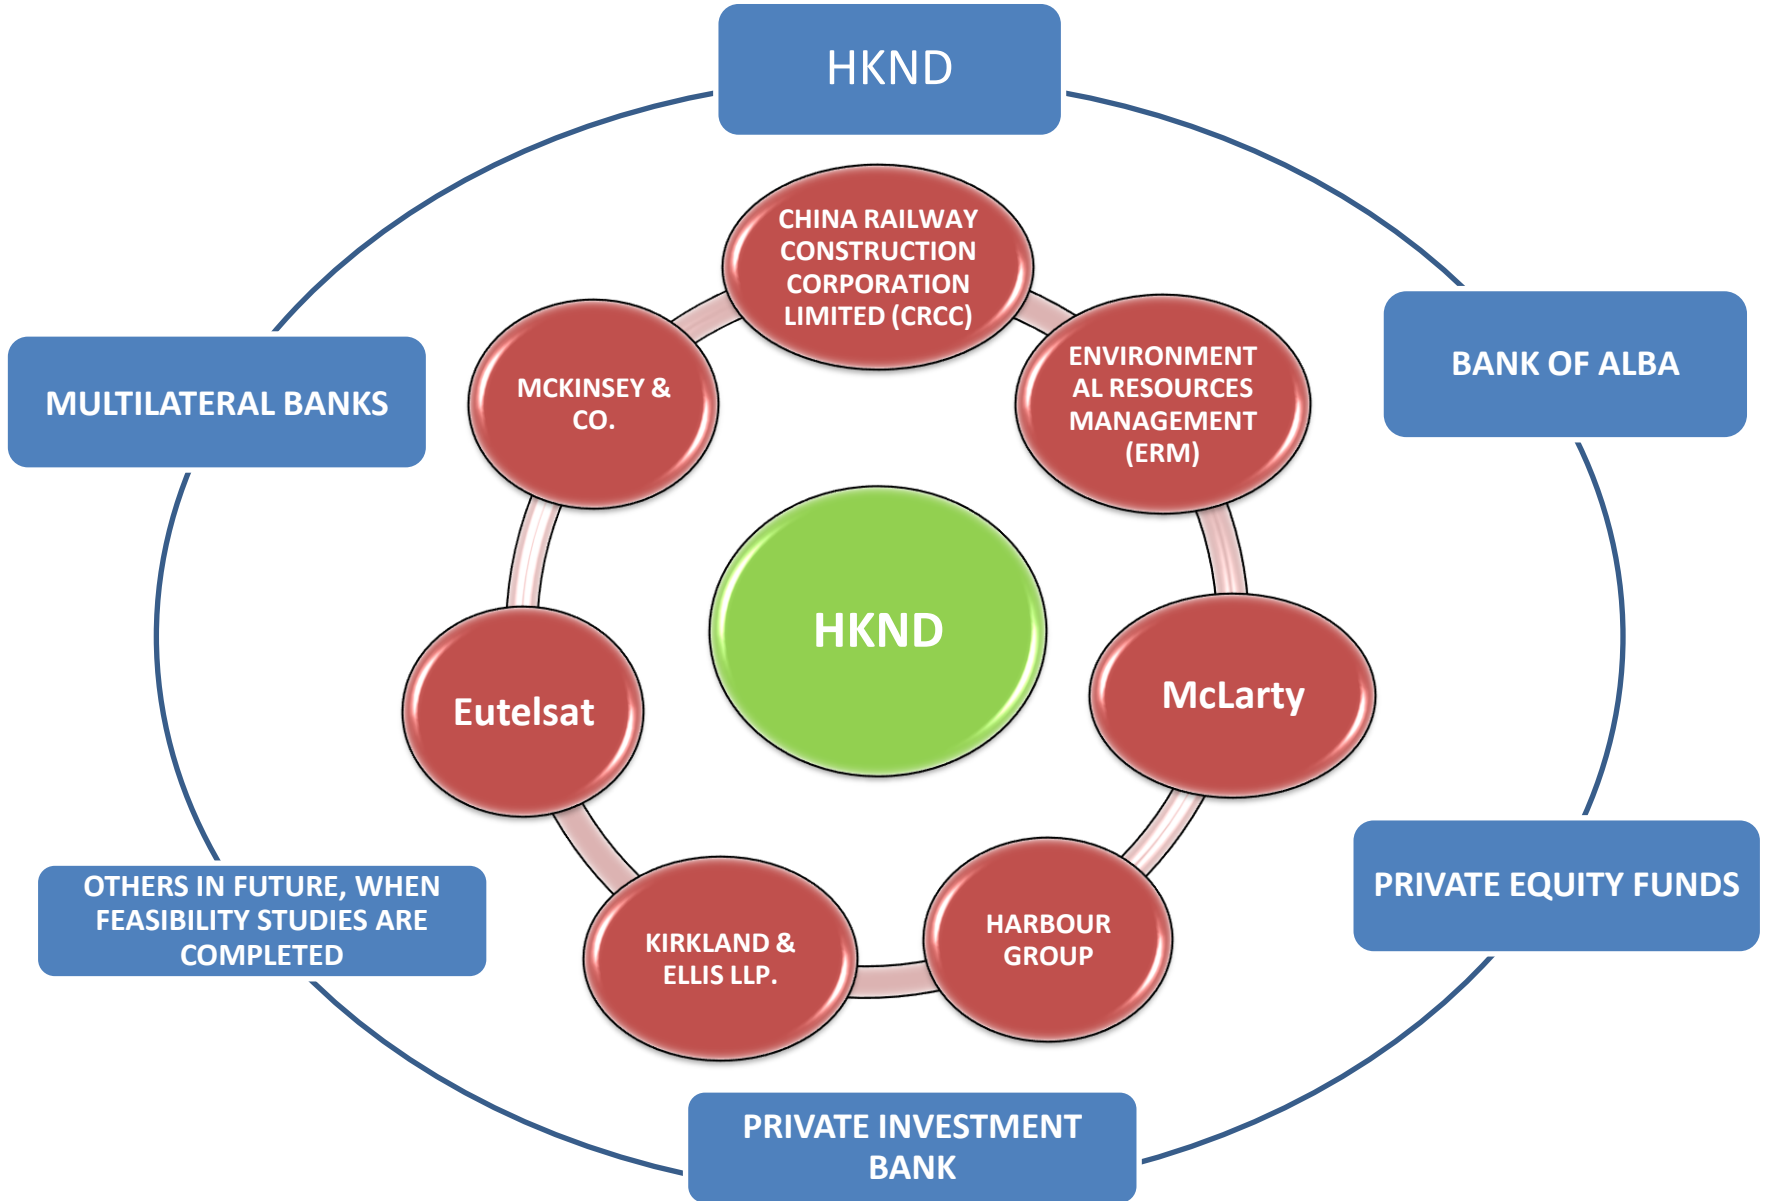 HKND
CHINA RAILWAY
CONSTRUCTION
CORPORATION
LIMITED (CRCC)
ENVIRONMENT
AL RESOURCES
MANAGEMENT
(ERM)
BANK OF ALBA
MULTILATERAL BANKS
MCKINSEY &
CO.
HKND
Eutelsat
McLarty
OTHERS IN FUTURE, WHEN
FEASIBILITY STUDIES ARE
COMPLETED
KIRKLAND &
ELLIS LLP.
HARBOUR
GROUP
PRIVATE EQUITY FUNDS
PRIVATE INVESTMENT
BANK